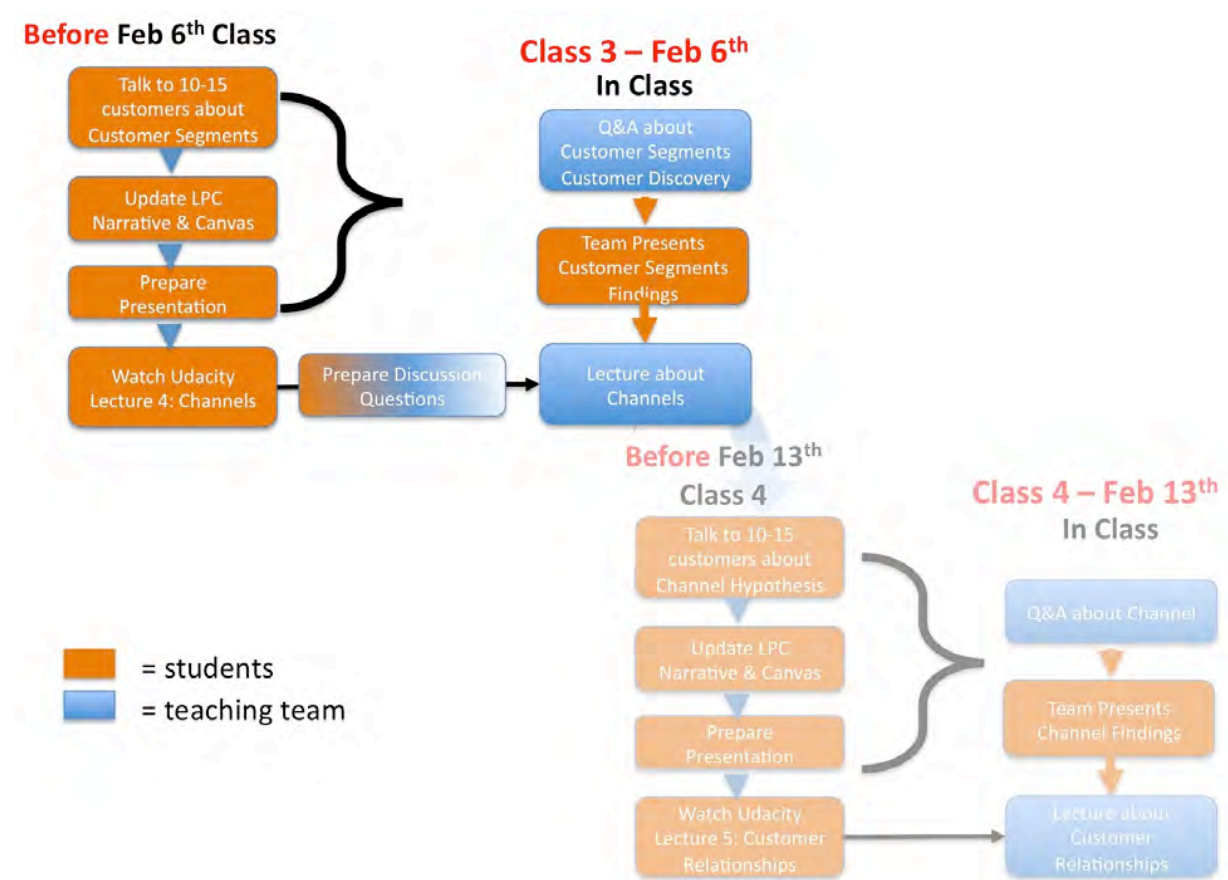 Before Feb 6th Class
Talk to 10-15
customers about
Customer Segments
Update LPC
Narrative & Canvas
Prepare
Presentation
Watch Udacity
Lecture 4: Channels
Prepare Discussion
Questions
Class 3 – Feb 6th
In Class
Q&A about
Customer Segments
Customer Discovery
Team Presents
Customer Segments
Findings
Lecture about
Channels
Before Feb 13th
Class 4
Talk to 10-15
customers about
Channel Hypothesis
Update LPC
Narrative & Canvas
Prepare
Presentation
Watch Udacity
Lecture 5: Customer
Relationships
Class 4 – Feb 13th
In Class
Q&A about Channel
Team Presents
Channel Findings
Lecture about
Customer
Relationships
= students
= teaching team